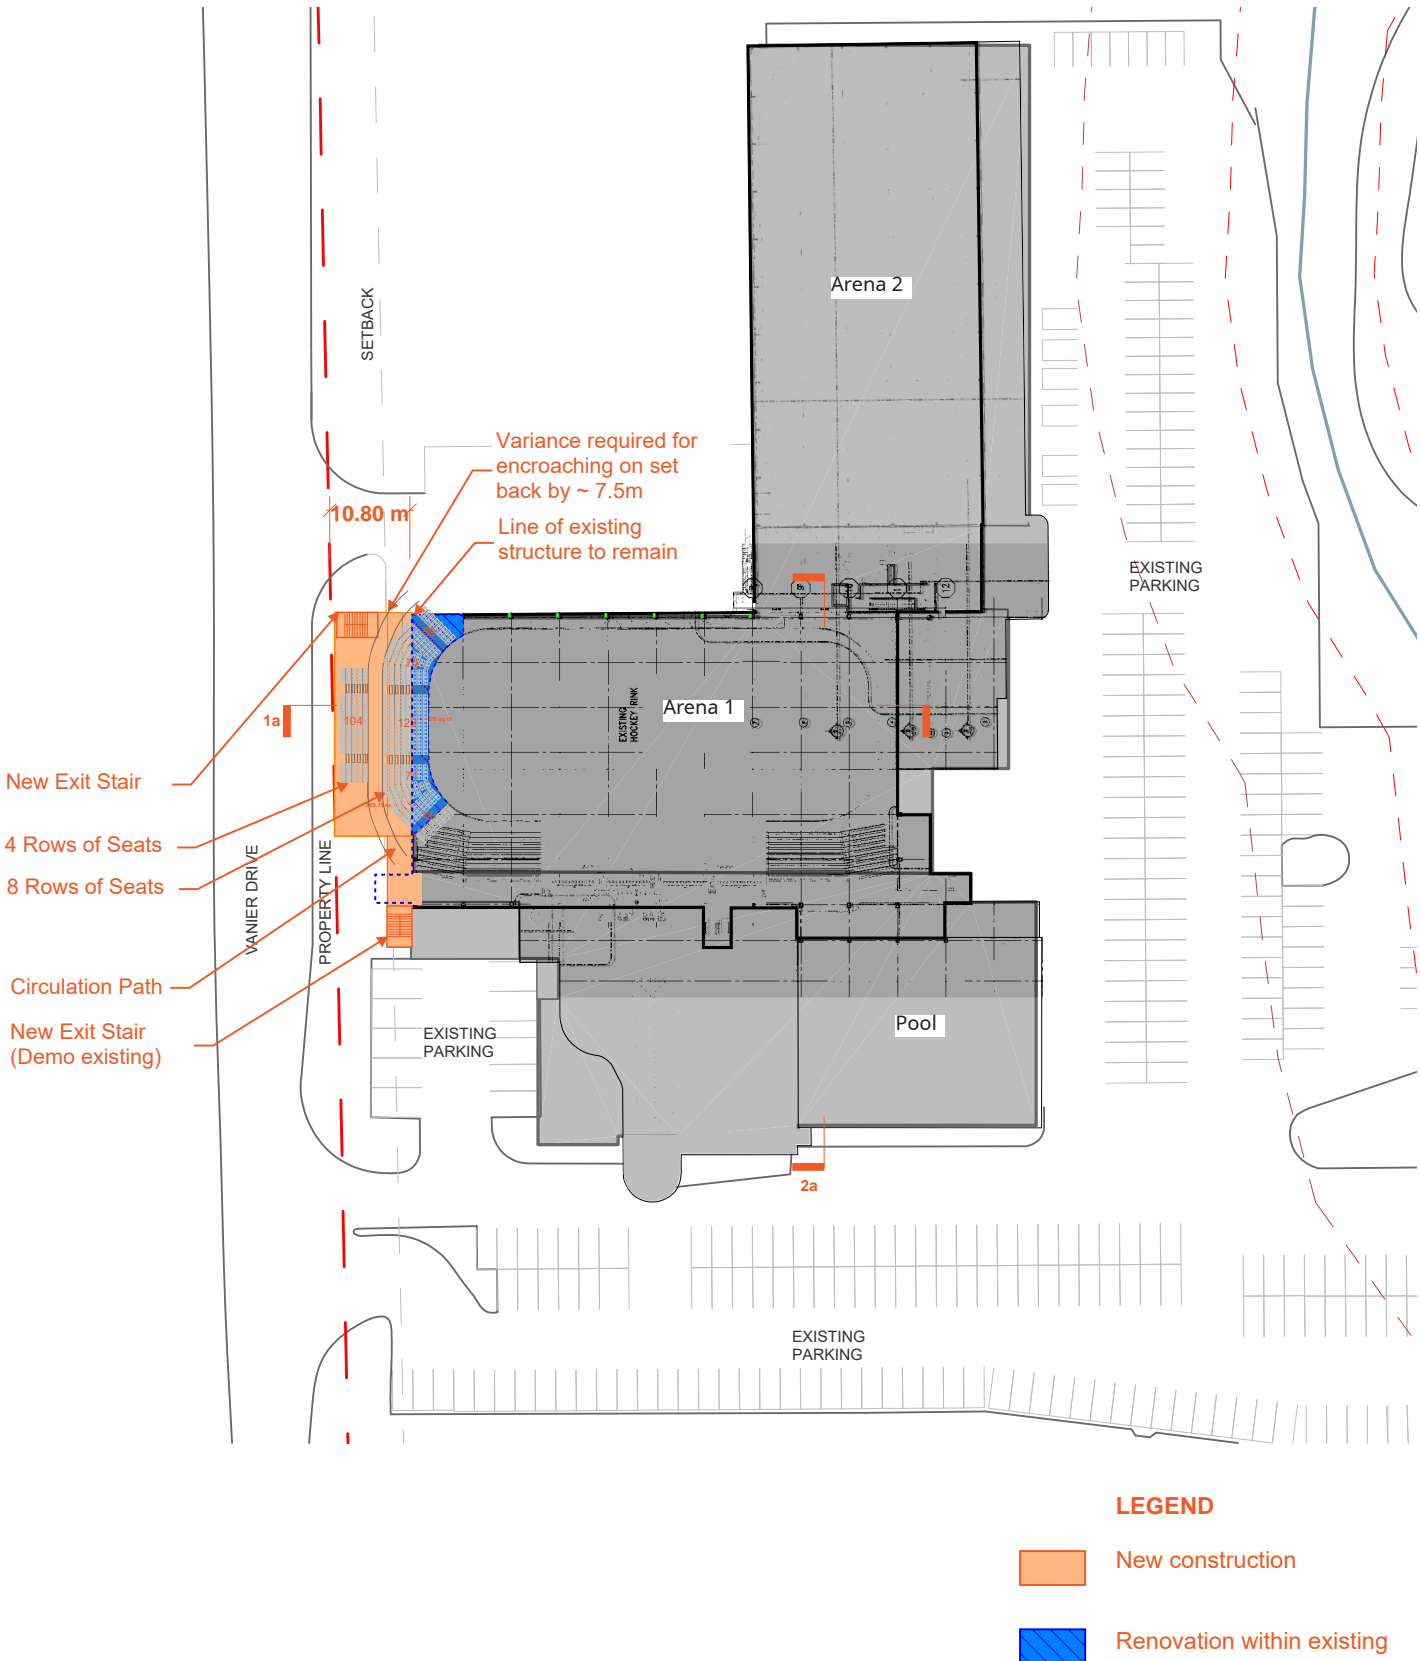 Arena 2
SETBACK
Variance required for
encroaching on set
back by ~ 7.5m
10.80 m
Line of existing
structure to remain
EXISTING
PARKING
12
Arena 1
EXISTING
HOCKEY RINK
1a
104
New Exit Stair
4 Rows of Seats
8 Rows of Seats
VANIER DRIVE
PROPERTY LINE
Circulation Path
New Exit Stair
(Demo existing)
EXISTING
PARKING
Pool
2a
EXISTING
PARKING
LEGEND
New construction
Renovation within existing